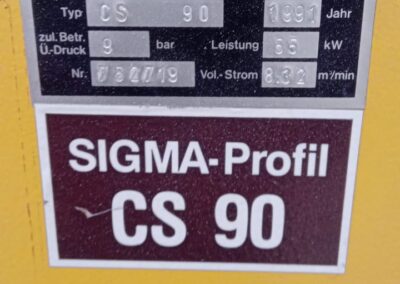 Typ CS 90 1991 Jahr
zul. Betr.
Ü.-Druck 9 bar Leistung 55 kW
Nr. 782719 Vol.-Strom 8.32 m³/min
SIGMA-Profil
CS 90